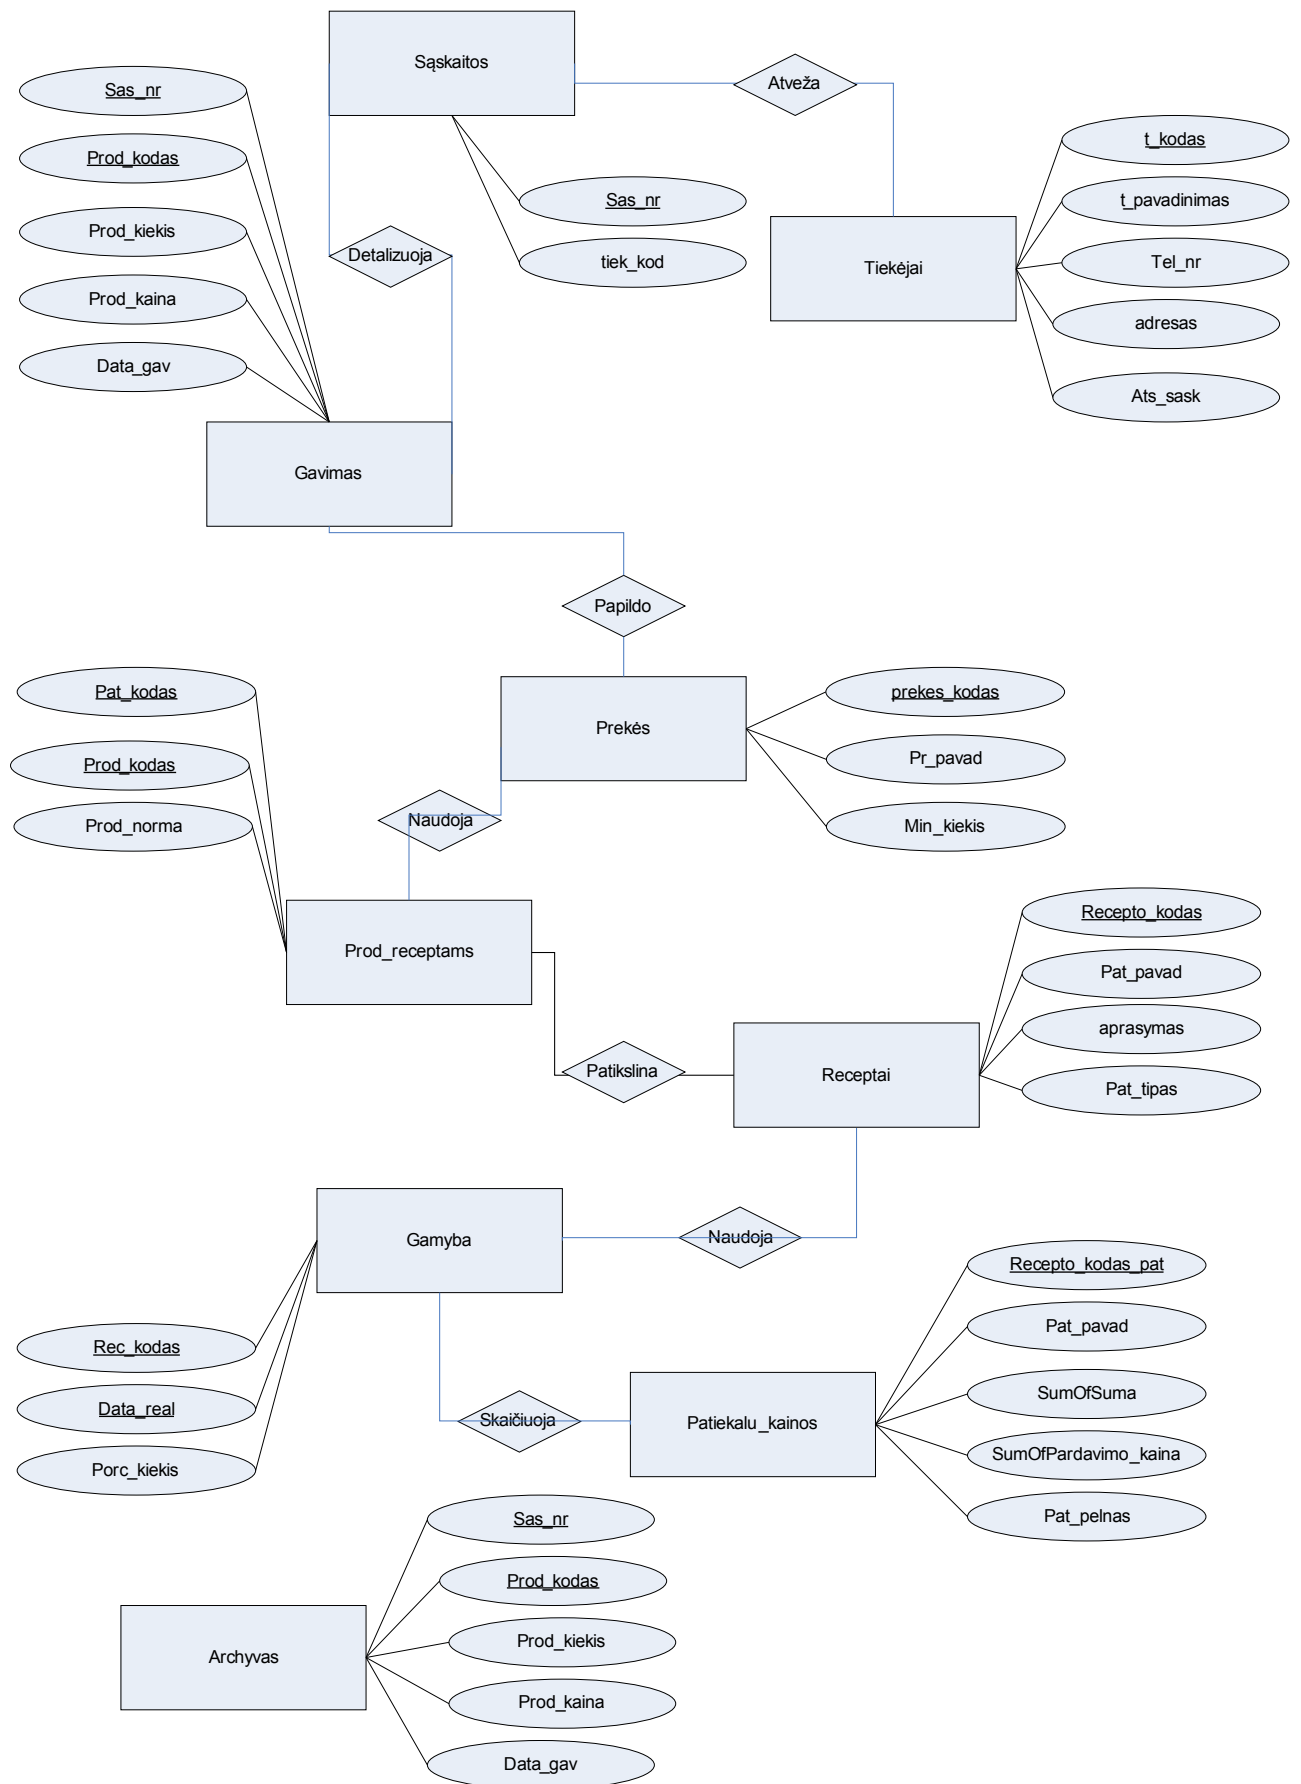 Sąskaitos
Atveža
Sas_nr
Prod_kodas
Prod_kiekis
Prod_kaina
Data_gav
Sas_nr
tiek_kod
Detalizuoja
Tiekėjai
t_kodas
t_pavadinimas
Tel_nr
adresas
Ats_sask
Gavimas
Papildo
Pat_kodas
Prod_kodas
Prod_norma
Prekės
prekes_kodas
Pr_pavad
Min_kiekis
Naudoja
Prod_receptams
Recepto_kodas
Pat_pavad
aprasymas
Pat_tipas
Patikslina
Receptai
Gamyba
Naudoja
Rec_kodas
Data_real
Porc_kiekis
Recepto_kodas_pat
Pat_pavad
SumOfSuma
SumOfPardavimo_kaina
Pat_pelnas
Skaičiuoja
Patiekalu_kainos
Sas_nr
Prod_kodas
Prod_kiekis
Prod_kaina
Data_gav
Archyvas